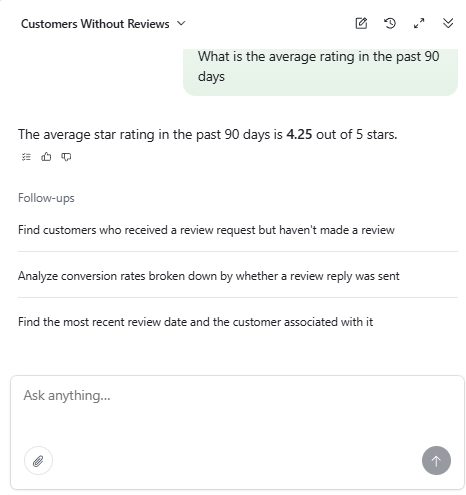 Customers Without Reviews
What is the average rating in the past 90
days
The average star rating in the past 90 days is 4.25 out of 5 stars.
Follow-ups
Find customers who received a review request but haven't made a review
Analyze conversion rates broken down by whether a review reply was sent
Find the most recent review date and the customer associated with it
Ask anything...